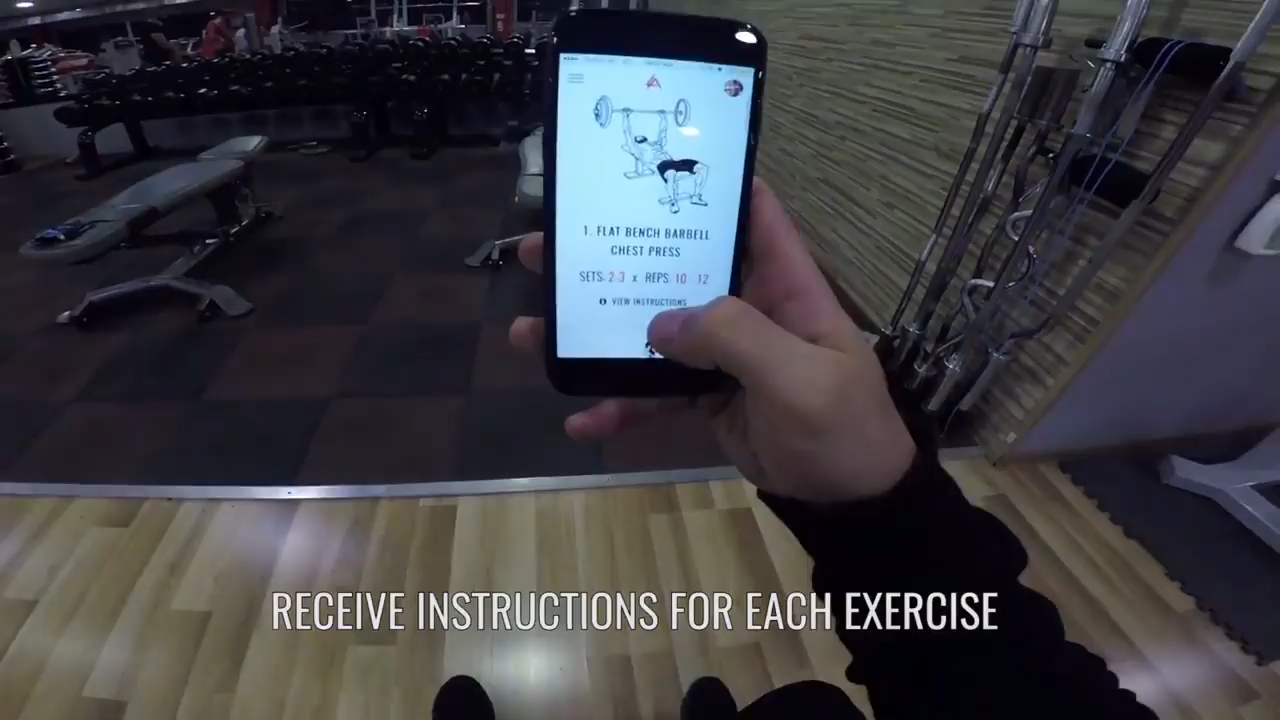 1. FLAT BENCH BARBELL
CHEST PRESS
SETS 2-3 x REPS 10 12
VIEW INSTRUCTIONS
RECEIVE INSTRUCTIONS FOR EACH EXERCISE